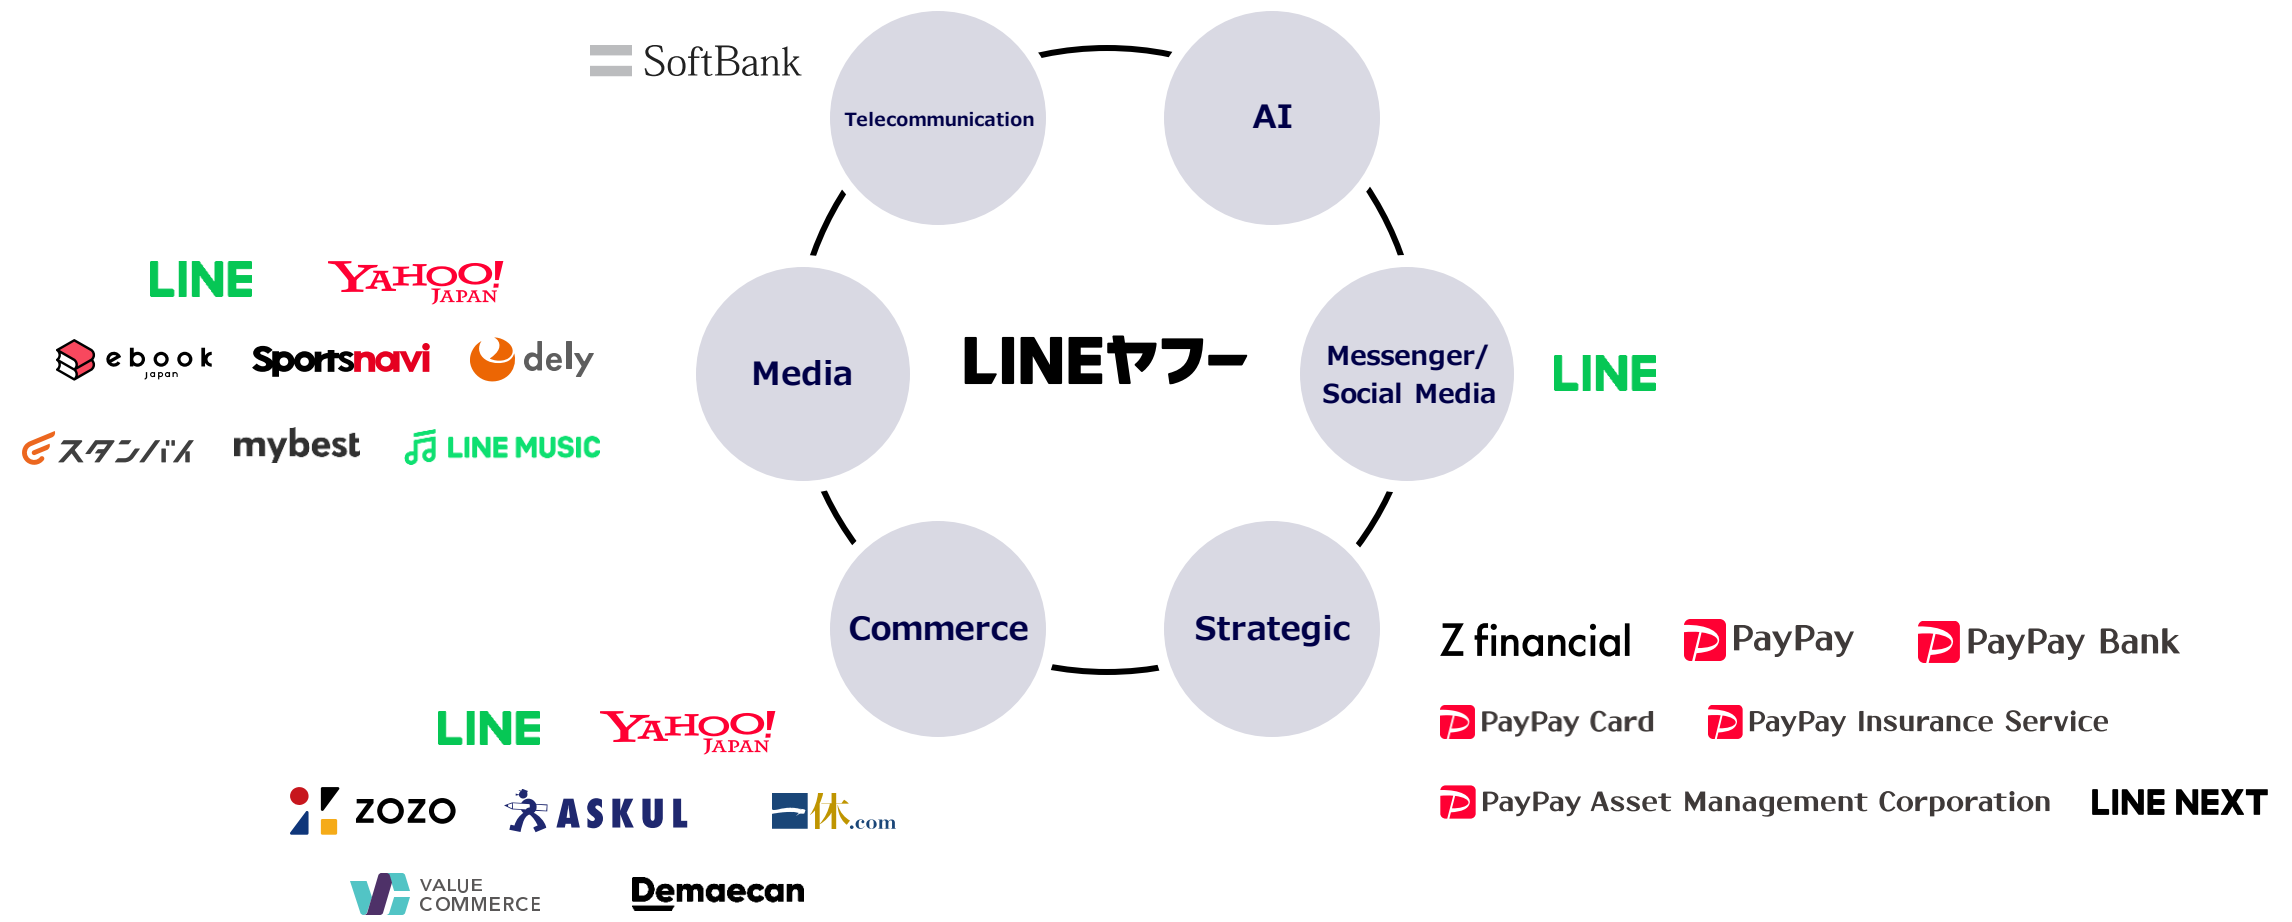 SoftBank
Telecommunication
AI
LINE
YAHOO!
JAPAN
ebook
japan
Sportsnavi
dely
スタンバイ
mybest
LINE MUSIC
Media
LINEヤフー
Messenger/
Social Media
LINE
Commerce
Strategic
Z financial
PayPay
PayPay Bank
PayPay Card
PayPay Insurance Service
PayPay Asset Management Corporation
LINE NEXT
LINE
YAHOO!
JAPAN
ZOZO
ASKUL
一休.com
VALUE
COMMERCE
Demaecan